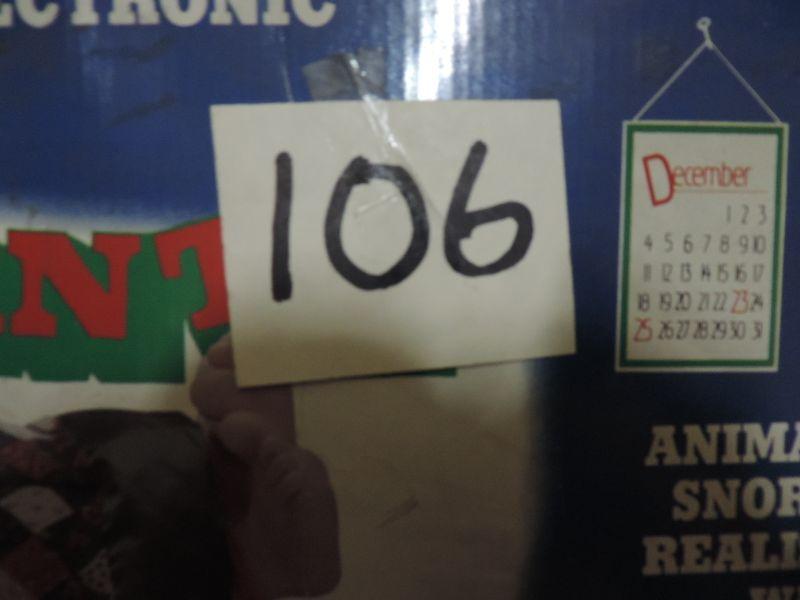 ECTRONIC
106
NT
December
1 2 3
4 5 6 7 8 9 10
11 12 13 14 15 16 17
18 19 20 21 22 23 24
25 26 27 28 29 30 31
ANIMA
SNOR
REALI